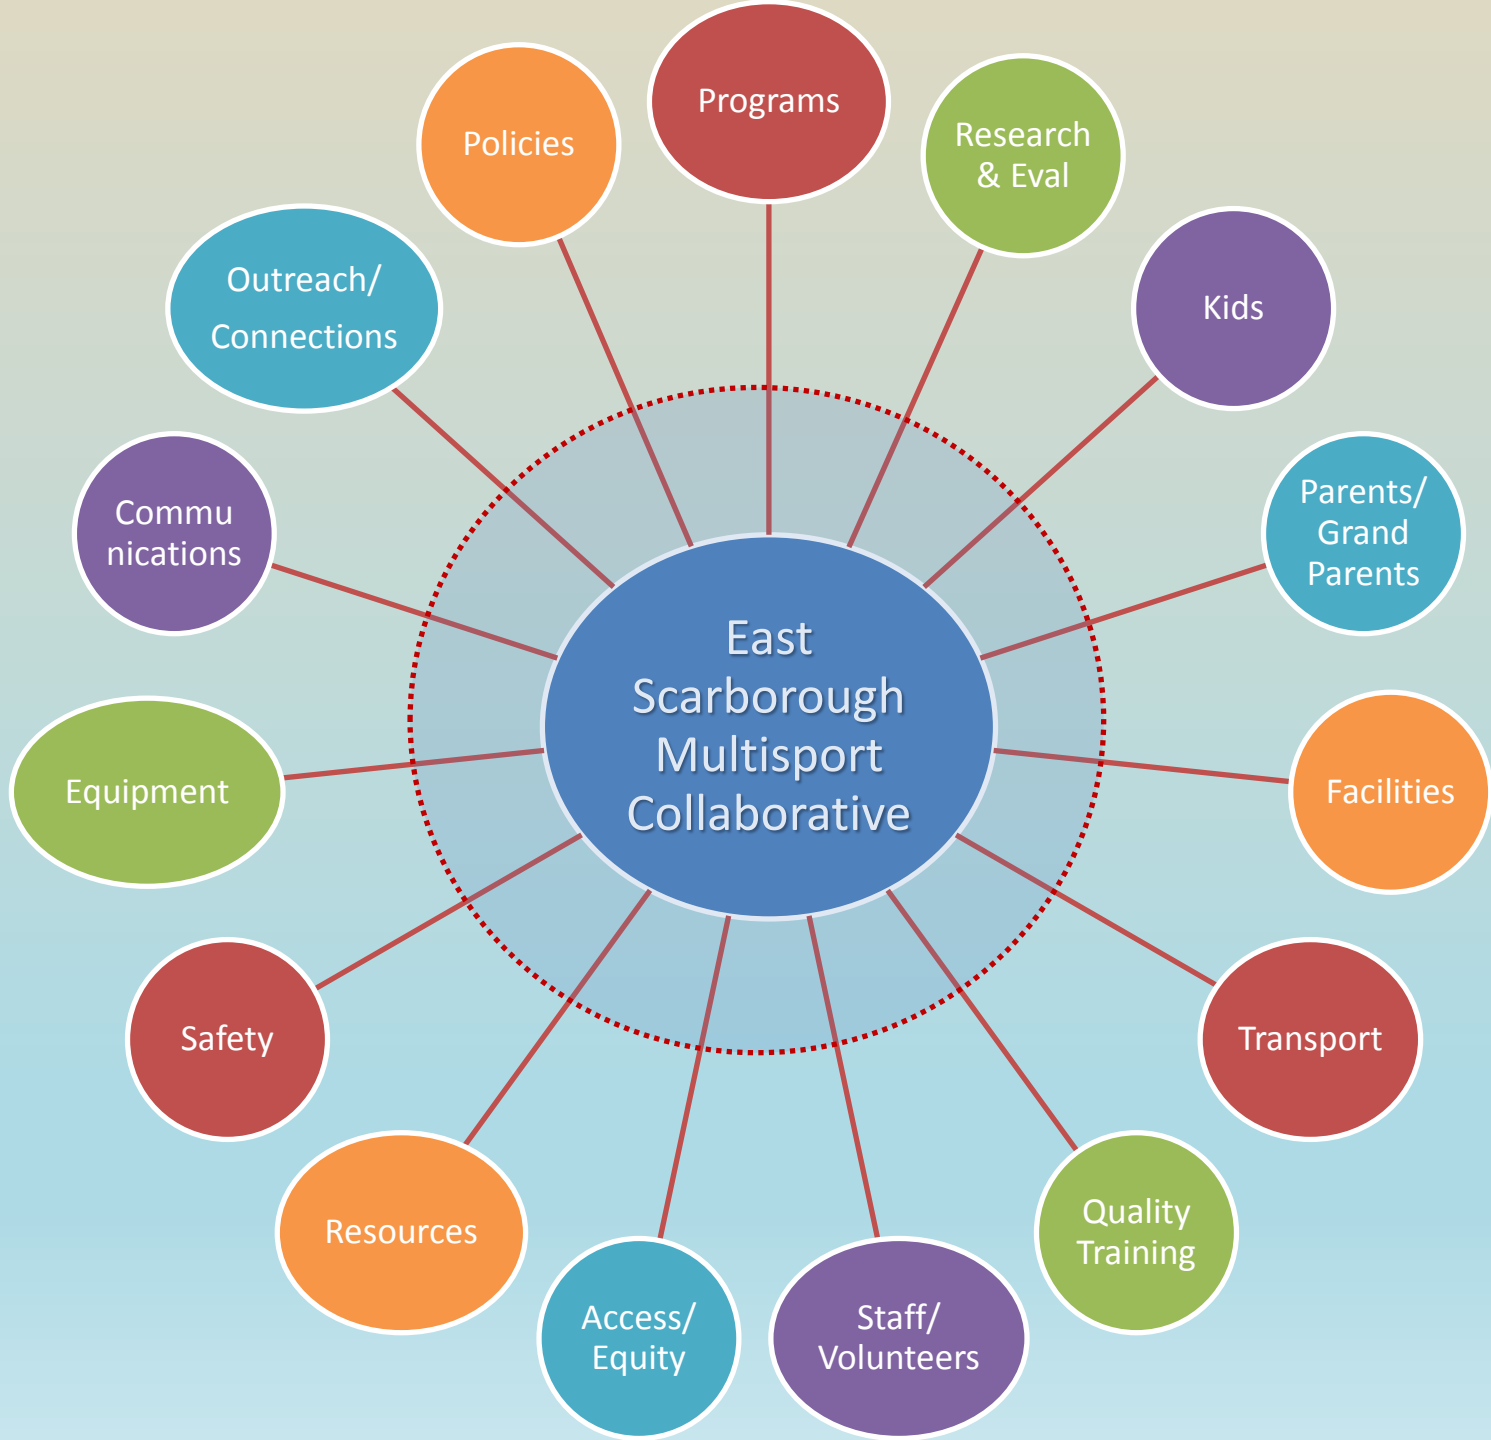 Programs
Research
& Eval
Kids
Parents/
Grand
Parents
Facilities
Transport
Quality
Training
Staff/
Volunteers
Access/
Equity
Resources
Safety
Equipment
Commu
nications
Outreach/
Connections
Policies
East
Scarborough
Multisport
Collaborative